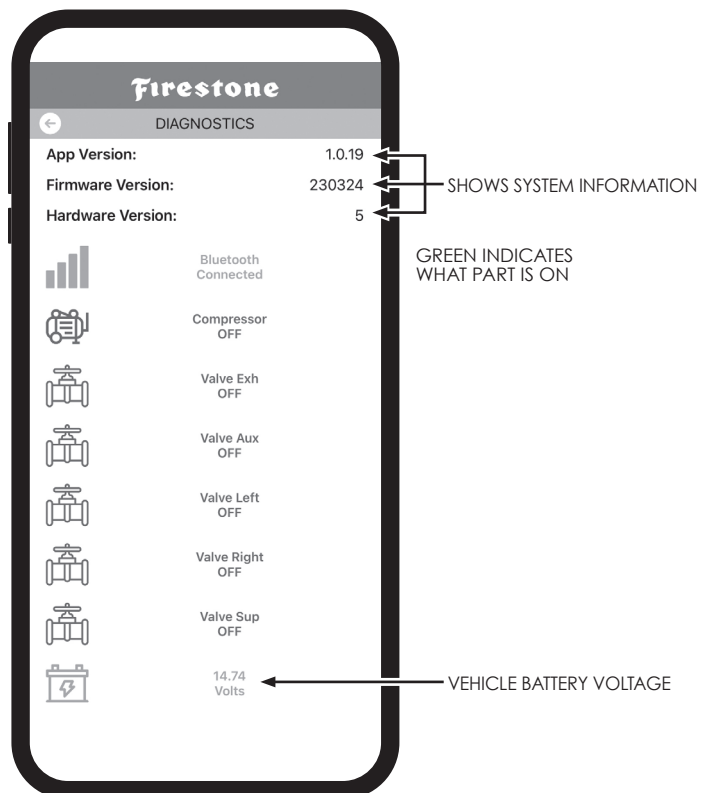 Firestone
DIAGNOSTICS
App Version: 1.0.19
Firmware Version: 230324
Hardware Version: 5
SHOWS SYSTEM INFORMATION
Bluetooth
Connected
GREEN INDICATES
WHAT PART IS ON
Compressor
OFF
Valve Exh
OFF
Valve Aux
OFF
Valve Left
OFF
Valve Right
OFF
Valve Sup
OFF
14.74
Volts
VEHICLE BATTERY VOLTAGE